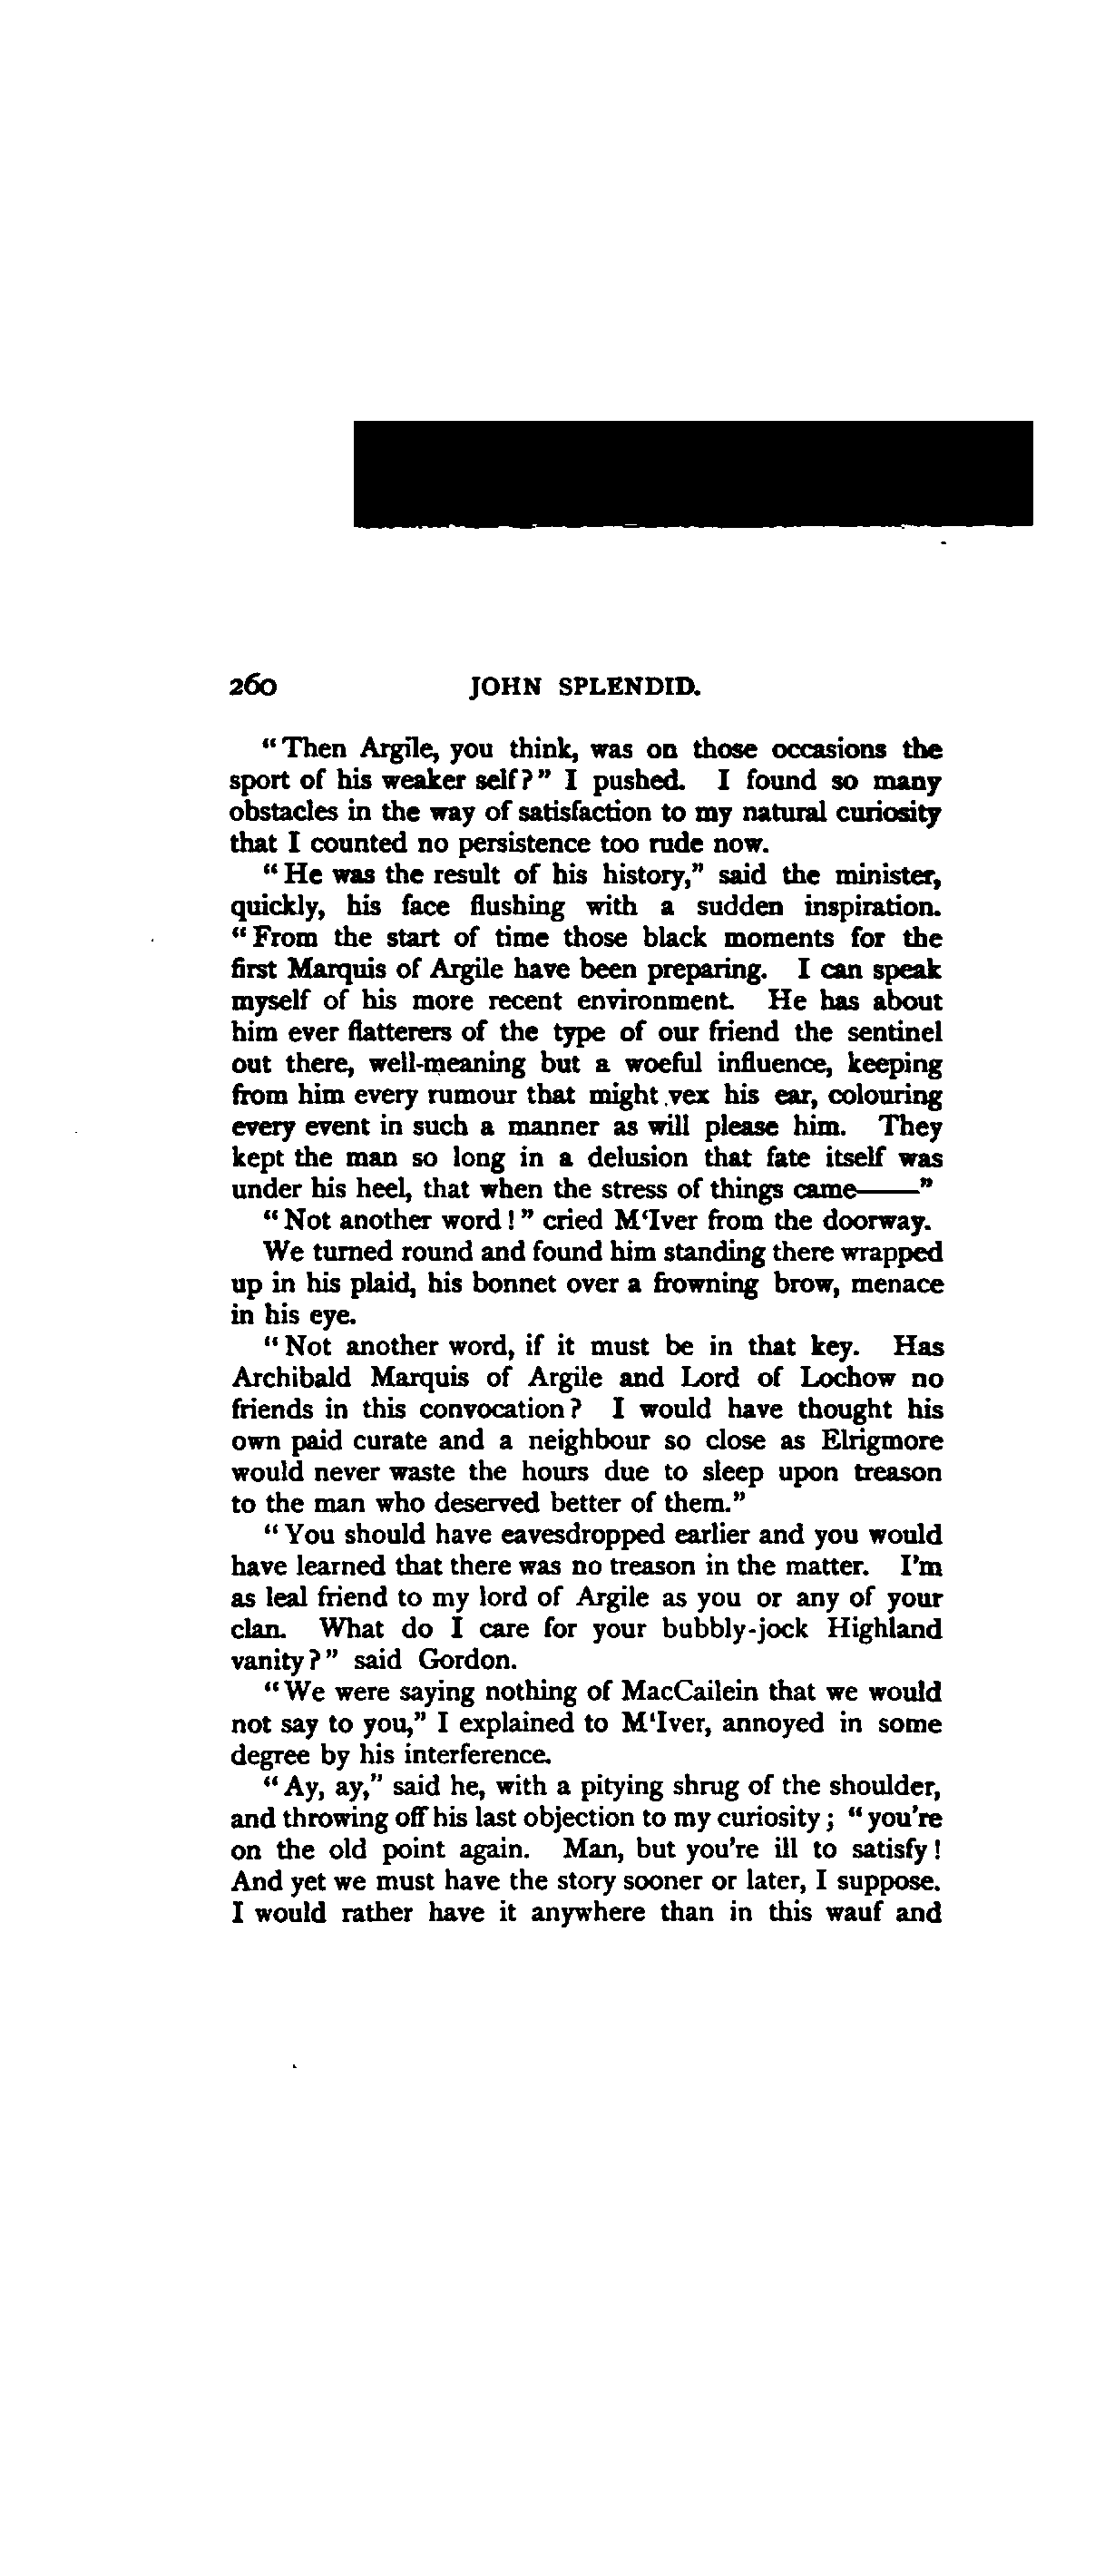 260 JOHN SPLENDID.
“Then Argile, you think, was on those occasions the
sport of his weaker self?” I pushed. I found so many
obstacles in the way of satisfaction to my natural curiosity
that I counted no persistence too rude now.
“He was the result of his history,” said the minister,
quickly, his face flushing with a sudden inspiration.
“From the start of time those black moments for the
first Marquis of Argile have been preparing. I can speak
myself of his more recent environment. He has about
him ever flatterers of the type of our friend the sentinel
out there, well-meaning but a woeful influence, keeping
from him every rumour that might vex his ear, colouring
every event in such a manner as will please him. They
kept the man so long in a delusion that fate itself was
under his heel, that when the stress of things came——”
“Not another word!” cried M‘Iver from the doorway.
We turned round and found him standing there wrapped
up in his plaid, his bonnet over a frowning brow, menace
in his eye.
“Not another word, if it must be in that key. Has
Archibald Marquis of Argile and Lord of Lochow no
friends in this convocation? I would have thought his
own paid curate and a neighbour so close as Elrigmore
would never waste the hours due to sleep upon treason
to the man who deserved better of them.”
“You should have eavesdropped earlier and you would
have learned that there was no treason in the matter. I’m
as leal friend to my lord of Argile as you or any of your
clan. What do I care for your bubbly-jock Highland
vanity?” said Gordon.
“We were saying nothing of MacCailein that we would
not say to you,” I explained to M‘Iver, annoyed in some
degree by his interference.
“Ay, ay,” said he, with a pitying shrug of the shoulder,
and throwing off his last objection to my curiosity; “you’re
on the old point again. Man, but you’re ill to satisfy!
And yet we must have the story sooner or later, I suppose.
I would rather have it anywhere than in this wauf and